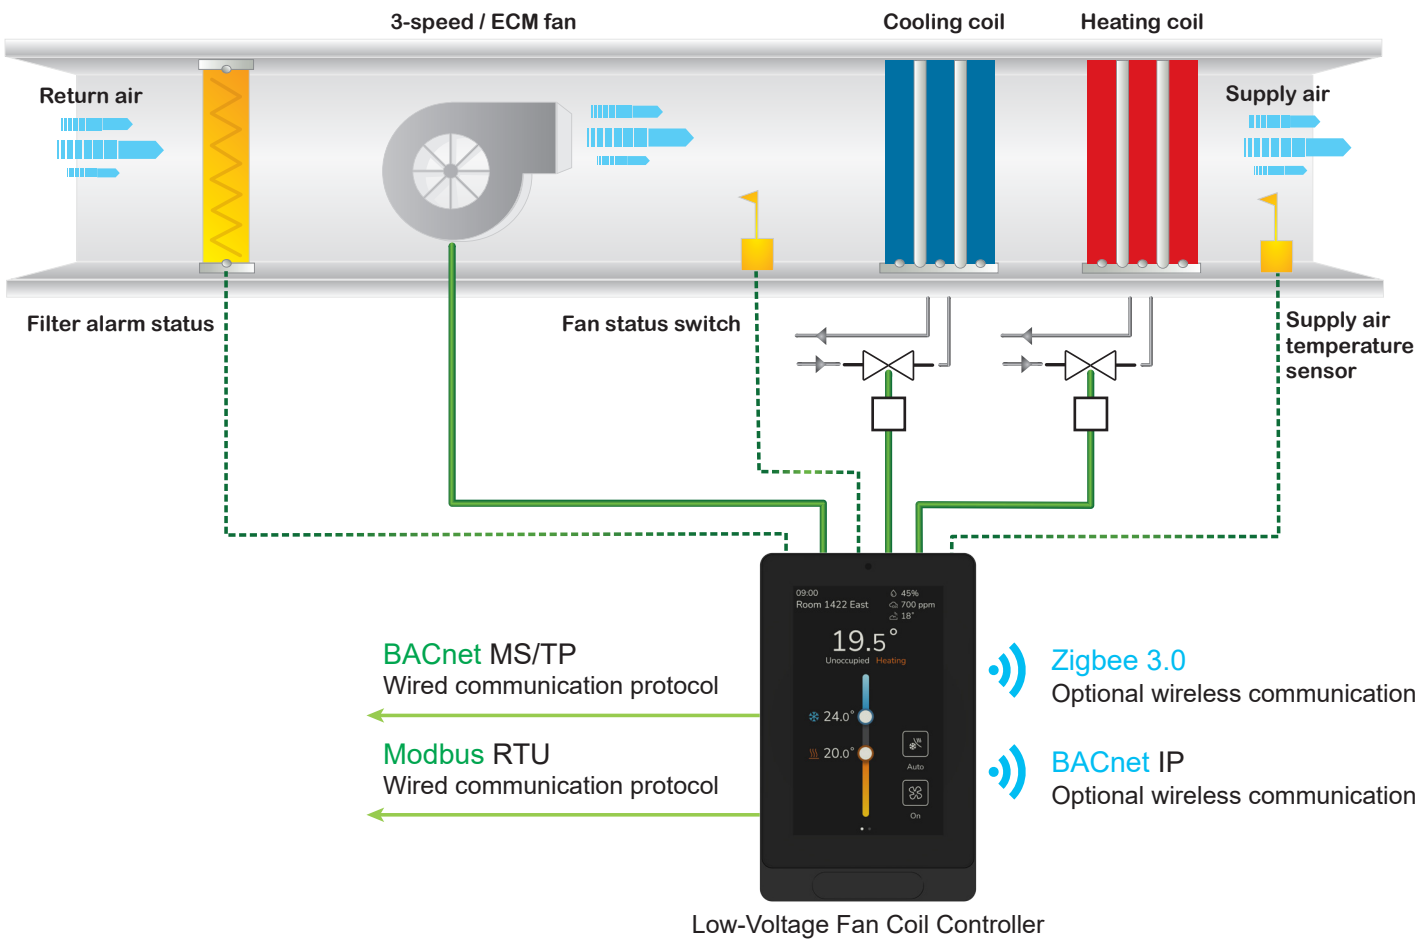 3-speed / ECM fan
Cooling coil
Heating coil
Return air
Supply air
Filter alarm status
Fan status switch
Supply air
temperature
sensor
09:00
45%
Room 1422 East
700 ppm
18°
19.5°
Unoccupied Heating
24.0°
20.0°
Auto
On
BACnet MS/TP
Wired communication protocol
Modbus RTU
Wired communication protocol
Zigbee 3.0
Optional wireless communication
BACnet IP
Optional wireless communication
Low-Voltage Fan Coil Controller